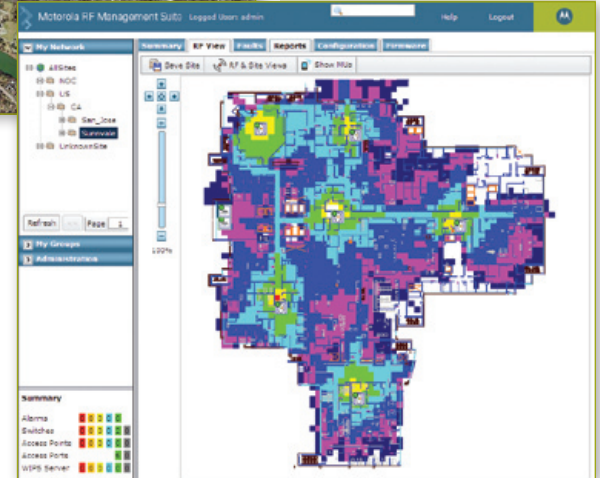 Motorola RF Management Suite Logged User: admin Help Logout
My Network
Summary RF View Faults Reports Configuration Firmware
Save Site RF & Site Views Show MUs
AllSites
NOC
US
CA
San_Jose
Sunnvale
UnknownSite
Refresh Page 1
100%
My Groups
Administration
Summary
Alarms
Switches
Access Points
Access Ports
WIPS Server